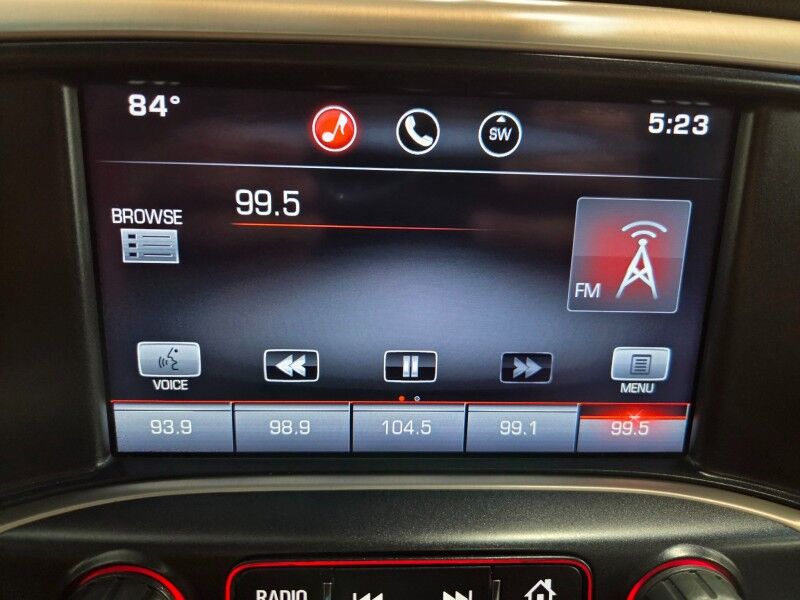 84°
SW
5:23
BROWSE
99.5
FM
VOICE
MENU
93.9
98.9
104.5
99.1
99.5
RADIO